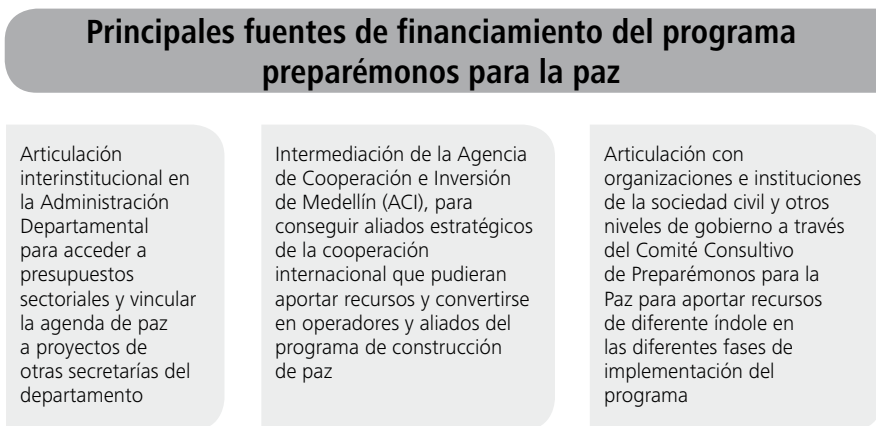 Principales fuentes de financiamiento del programa
preparémonos para la paz
Articulación
interinstitucional en
la Administración
Departamental
para acceder a
presupuestos
sectoriales y vincular
la agenda de paz
a proyectos de
otras secretarías del
departamento
Intermediación de la Agencia
de Cooperación e Inversión
de Medellín (ACI), para
conseguir aliados estratégicos
de la cooperación
internacional que pudieran
aportar recursos y convertirse
en operadores y aliados del
programa de construcción
de paz
Articulación con
organizaciones e instituciones
de la sociedad civil y otros
niveles de gobierno a través
del Comité Consultivo
de Preparémonos para la
Paz para aportar recursos
de diferente índole en
las diferentes fases de
implementación del
programa